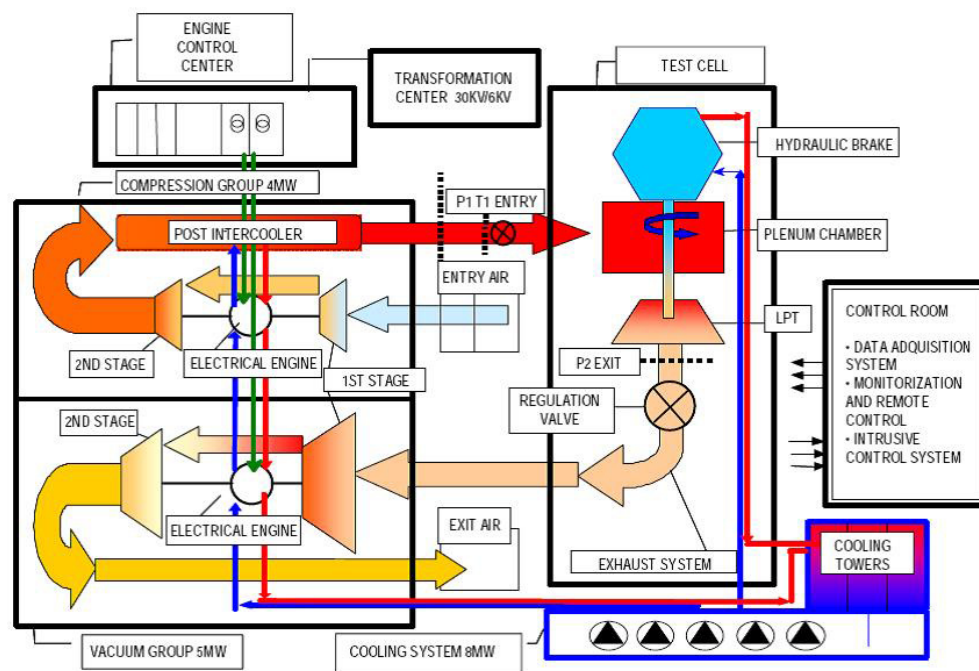 ENGINE
CONTROL
CENTER
TRANSFORMATION
CENTER 30KV/6KV
TEST CELL
HYDRAULIC BRAKE
COMPRESSION GROUP 4MW
P1 T1 ENTRY
POST INTERCOOLER
PLENUM CHAMBER
ENTRY AIR
CONTROL ROOM
LPT
• DATA ADQUISITION
SYSTEM
• MONITORIZATION
AND REMOTE
CONTROL
• INTRUSIVE
CONTROL SYSTEM
2ND STAGE
ELECTRICAL ENGINE
P2 EXIT
1ST STAGE
REGULATION
VALVE
2ND STAGE
ELECTRICAL ENGINE
EXIT AIR
EXHAUST SYSTEM
COOLING
TOWERS
VACUUM GROUP 5MW
COOLING SYSTEM 8MW